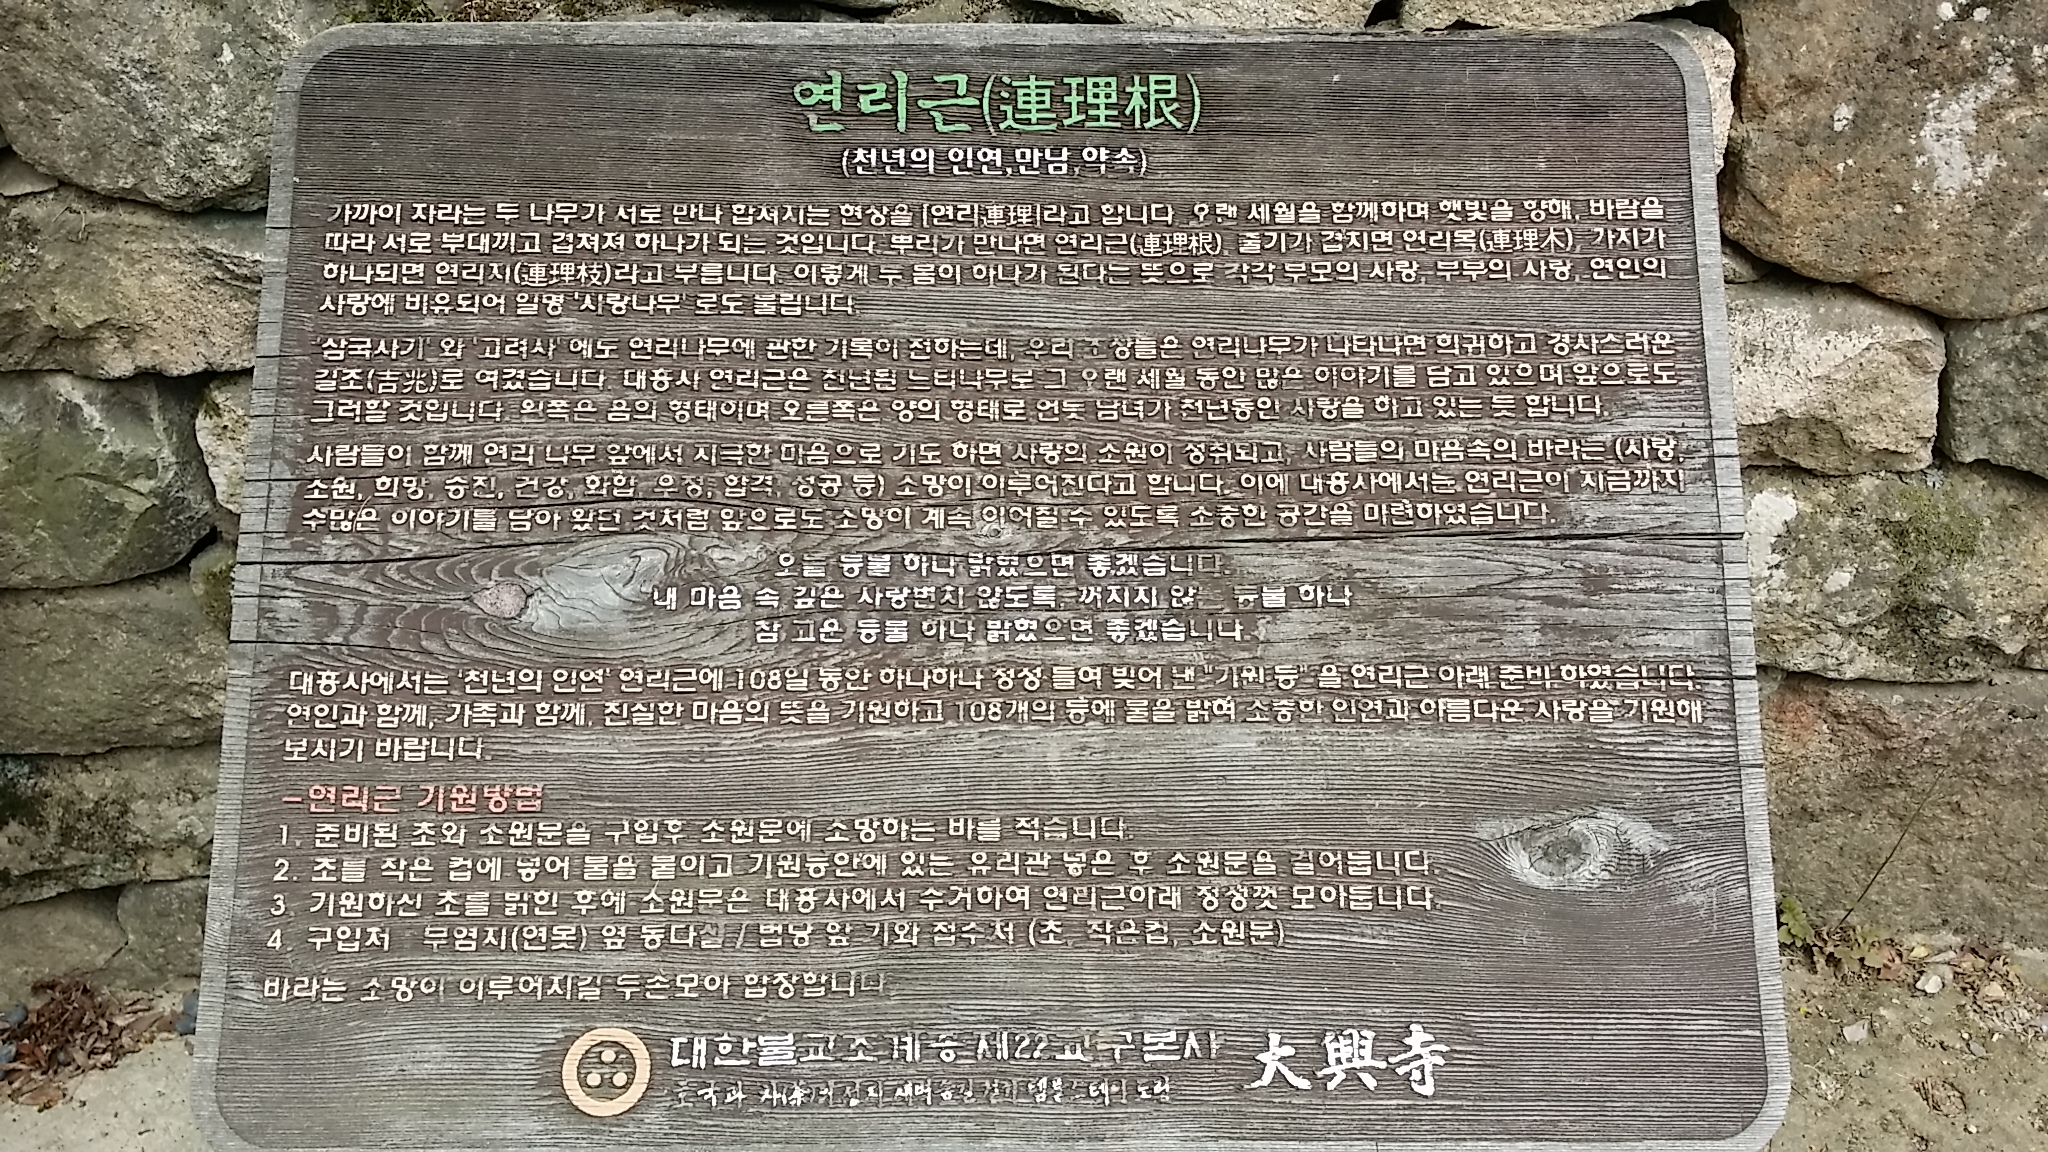 연리근(連理根)
(천년의 인연,만남,약속)
가까이 자라는 두 나무가 서로 만나 합쳐지는 현상을 [연리連理]라고 합니다. 오랜 세월을 함께하며 햇빛을 향해, 바람을
따라 서로 부대끼고 겹쳐져 하나가 되는 것입니다. 뿌리가 만나면 연리근(連理根), 줄기가 겹치면 연리목(連理木), 가지가
하나되면 연리지(連理枝)라고 부릅니다. 이렇게 두 몸이 하나가 된다는 뜻으로 각각 부모의 사랑, 부부의 사랑, 연인의
사랑에 비유되어 일명 '사랑나무' 로도 불립니다.
'삼국사기' 와 '고려사' 에도 연리나무에 관한 기록이 전하는데, 우리 조상들은 연리나무가 나타나면 희귀하고 경사스러운
길조(吉兆)로 여겼습니다. 대흥사 연리근은 천년된 느티나무로 그 오랜 세월 동안 많은 이야기를 담고 있으며 앞으로도
그러할 것입니다. 왼쪽은 음의 형태이며 오른쪽은 양의 형태로 언뜻 남녀가 천년동안 사랑을 하고 있는 듯 합니다.
사람들이 함께 연리 나무 앞에서 지극한 마음으로 기도 하면 사랑의 소원이 성취되고, 사람들의 마음속의 바라는 (사랑,
소원, 희망, 승진, 건강, 화합, 우정, 합격, 성공 등) 소망이 이루어진다고 합니다. 이에 대흥사에서는 연리근이 지금까지
수많은 이야기를 담아 왔던 것처럼 앞으로도 소망이 계속 이어질 수 있도록 소중한 공간을 마련하였습니다.
오늘 등불 하나 밝혔으면 좋겠습니다.
내 마음 속 깊은 사랑변치 않도록, 꺼지지 않는 등불 하나
참 고운 등불 하나 밝혔으면 좋겠습니다.
대흥사에서는 '천년의 인연' 연리근에 108일 동안 하나하나 정성 들여 빚어 낸 "기원 등" 을 연리근 아래 준비 하였습니다.
연인과 함께, 가족과 함께, 진실한 마음의 뜻을 기원하고 108개의 등에 불을 밝혀 소중한 인연과 아름다운 사랑을 기원해
보시기 바랍니다.
-연리근 기원방법
1. 준비된 초와 소원문을 구입후 소원문에 소망하는 바를 적습니다.
2. 초를 작은 컵에 넣어 불을 붙이고 기원등안에 있는 유리관 넣은 후 소원문을 걸어둡니다.
3. 기원하신 초를 밝힌 후에 소원문은 대흥사에서 수거하여 연리근아래 정성껏 모아둡니다.
4. 구입처 무염지(연못) 옆 동다실 / 법당 앞 기와 접수처 (초, 작은컵, 소원문)
바라는 소망이 이루어지길 두손모아 합장합니다
대한불교조계종 제22교구본사 大興寺
호국과 차(茶)의 성지 새벽숲길 걷기 템플스테이 도량